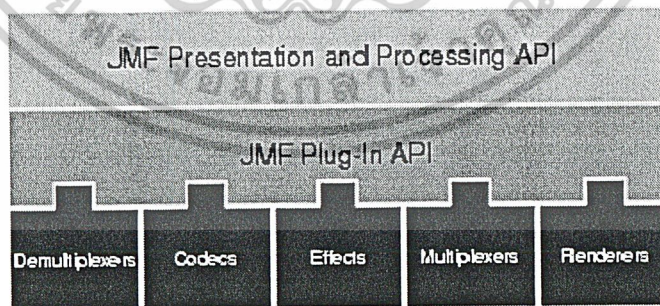 JMF Presentation and Processing API
JMF Plug-In API
Demultiplexers
Codecs
Effects
Multiplexers
Renderers